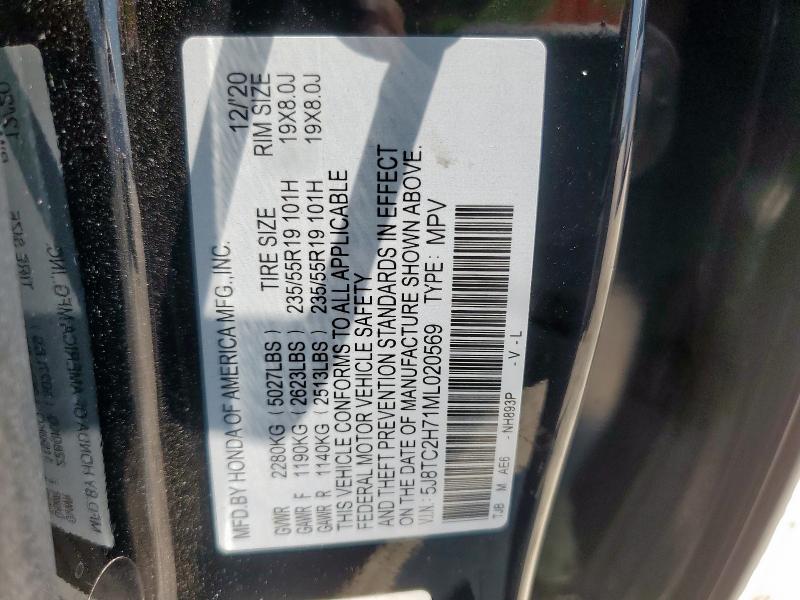 MFD. BY HONDA OF AMERICA MFG., INC. 12/'20
GVWR 2280KG (5027LBS) TIRE SIZE RIM SIZE
GAWR F 1190KG (2623LBS) 235/55R19 101H 19X8.0J
GAWR R 1140KG (2513LBS) 235/55R19 101H 19X8.0J
THIS VEHICLE CONFORMS TO ALL APPLICABLE
FEDERAL MOTOR VEHICLE SAFETY
AND THEFT PREVENTION STANDARDS IN EFFECT
ON THE DATE OF MANUFACTURE SHOWN ABOVE.
V.I.N.: 5J8TC2H71ML020569 TYPE: MPV
TJB M AE6 -NH893P -V-L